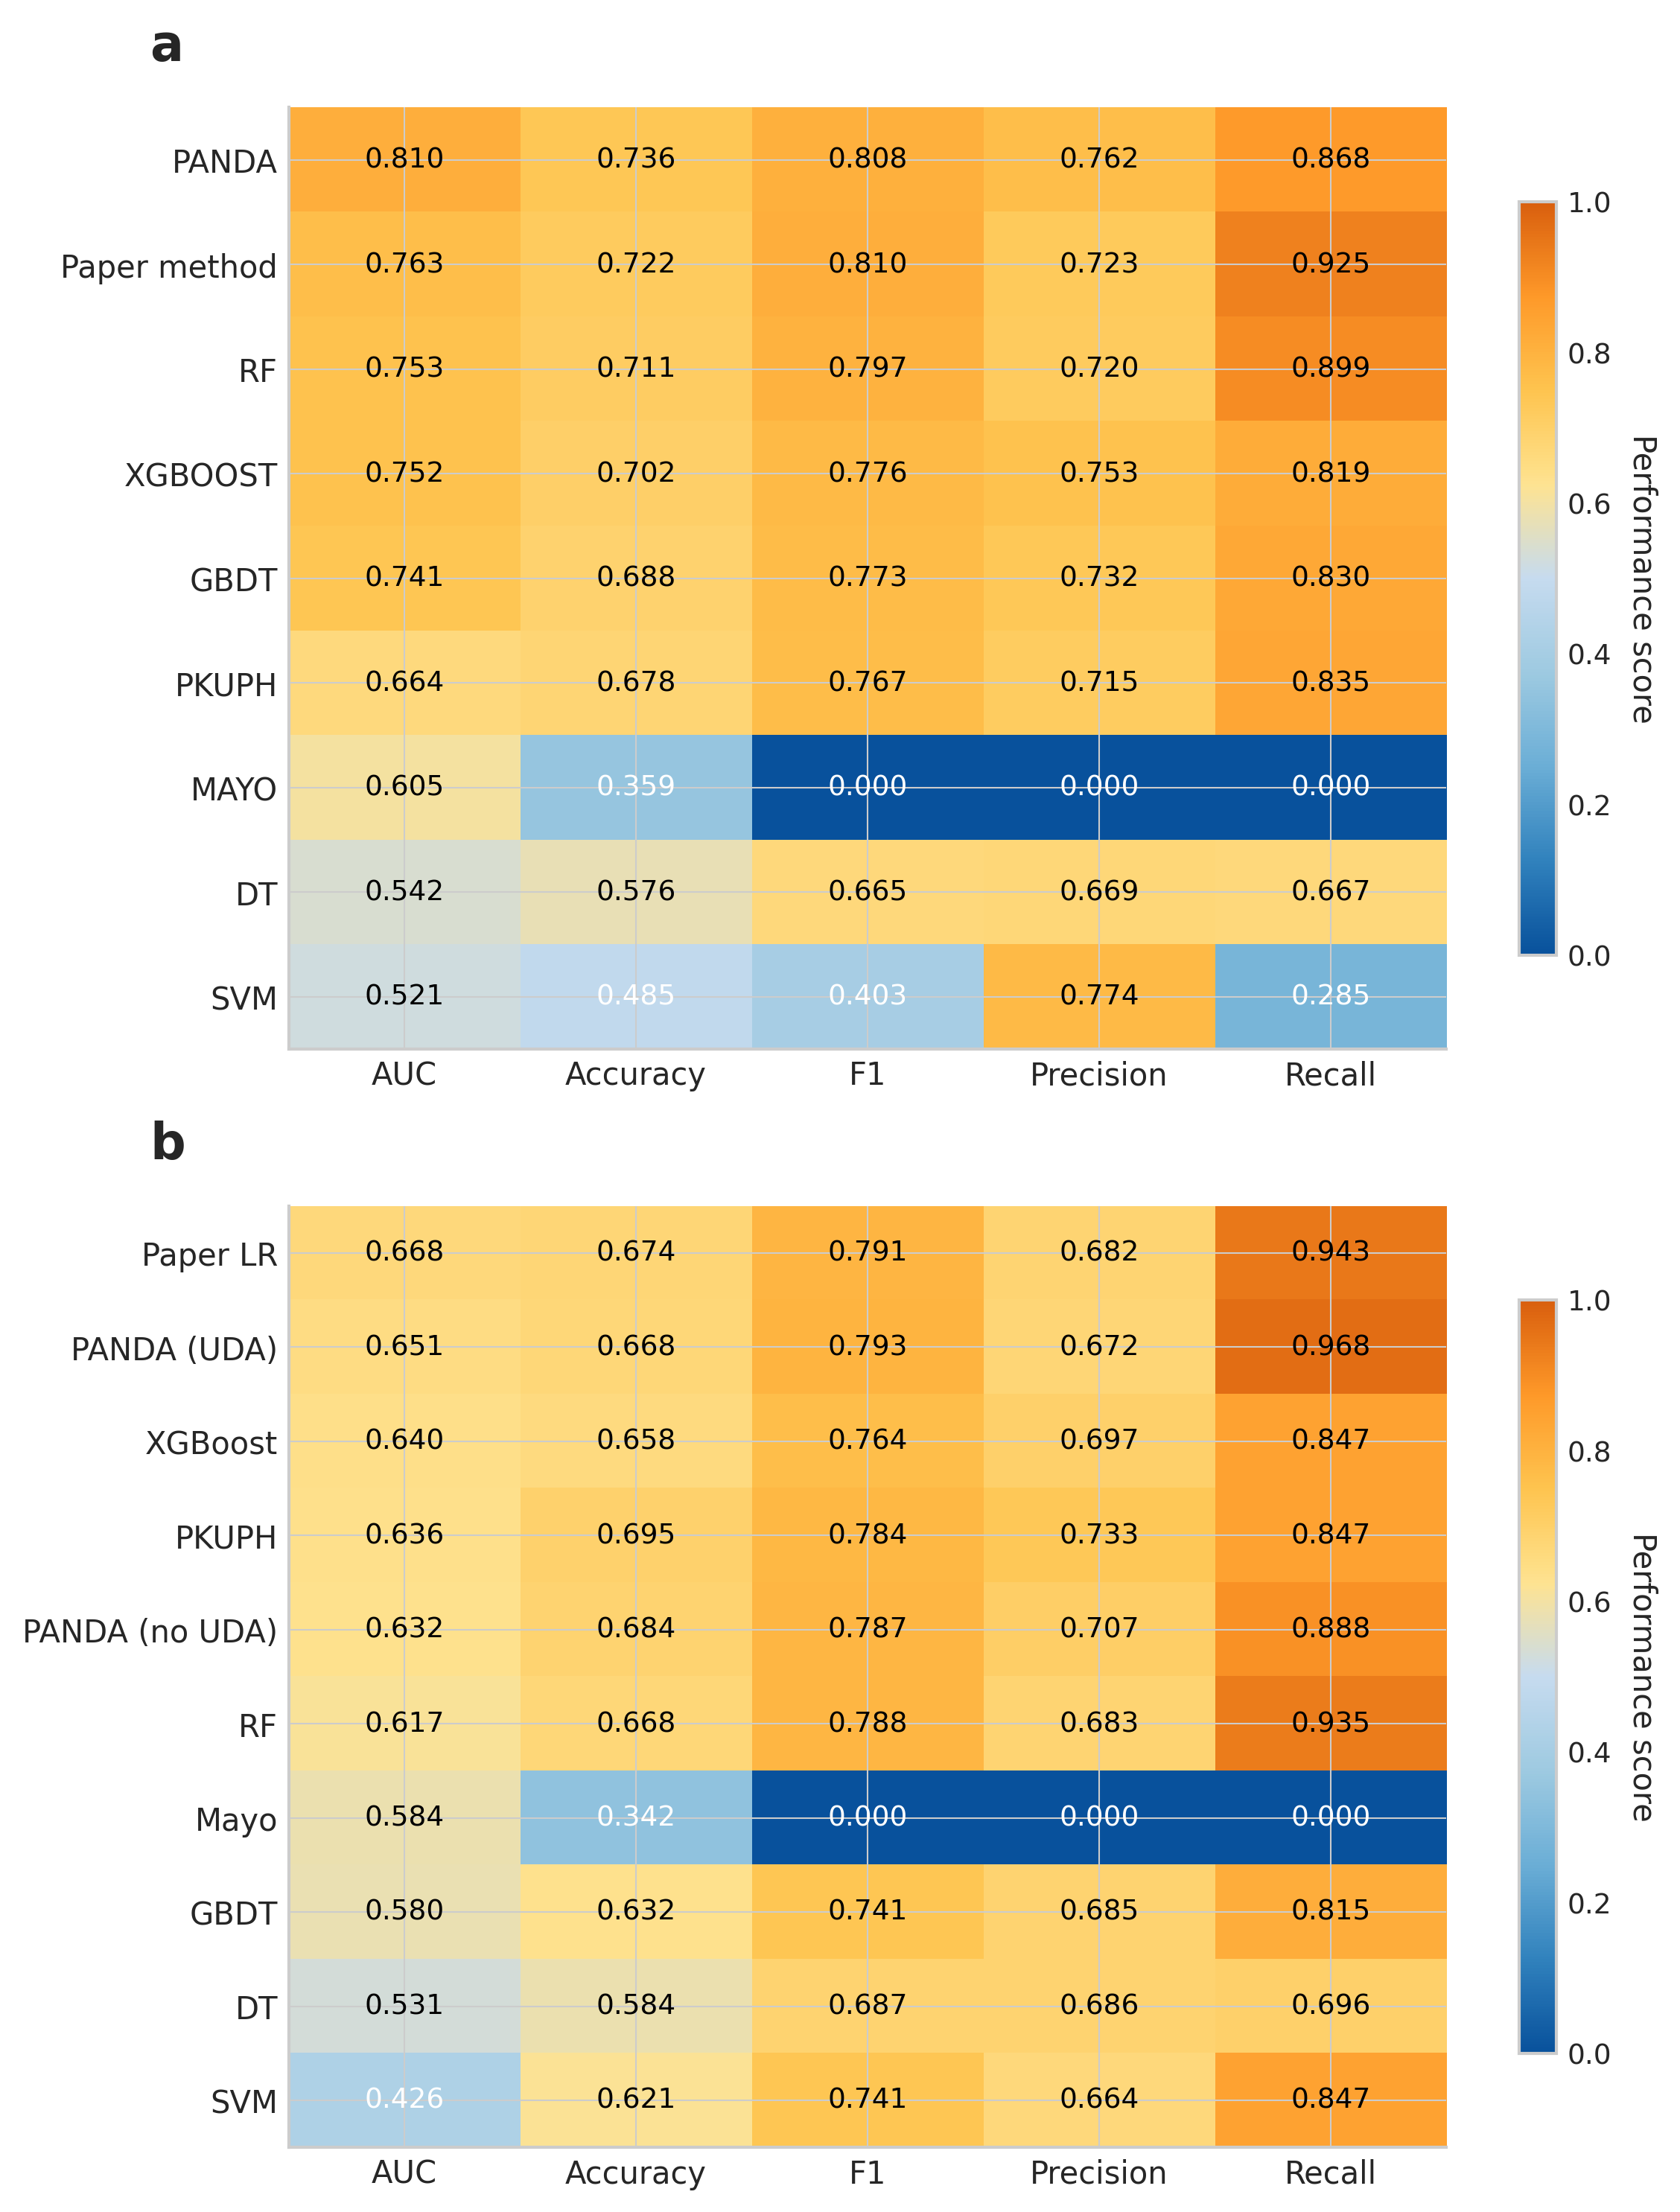 a
PANDA 0.810 0.736 0.808 0.762 0.868
Paper method 0.763 0.722 0.810 0.723 0.925
RF 0.753 0.711 0.797 0.720 0.899
XGBOOST 0.752 0.702 0.776 0.753 0.819
GBDT 0.741 0.688 0.773 0.732 0.830
PKUPH 0.664 0.678 0.767 0.715 0.835
MAYO 0.605 0.359 0.000 0.000 0.000
DT 0.542 0.576 0.665 0.669 0.667
SVM 0.521 0.485 0.403 0.774 0.285
AUC Accuracy F1 Precision Recall
1.0
0.8
0.6
0.4
0.2
0.0
Performance score
b
Paper LR 0.668 0.674 0.791 0.682 0.943
PANDA (UDA) 0.651 0.668 0.793 0.672 0.968
XGBoost 0.640 0.658 0.764 0.697 0.847
PKUPH 0.636 0.695 0.784 0.733 0.847
PANDA (no UDA) 0.632 0.684 0.787 0.707 0.888
RF 0.617 0.668 0.788 0.683 0.935
Mayo 0.584 0.342 0.000 0.000 0.000
GBDT 0.580 0.632 0.741 0.685 0.815
DT 0.531 0.584 0.687 0.686 0.696
SVM 0.426 0.621 0.741 0.664 0.847
AUC Accuracy F1 Precision Recall
1.0
0.8
0.6
0.4
0.2
0.0
Performance score